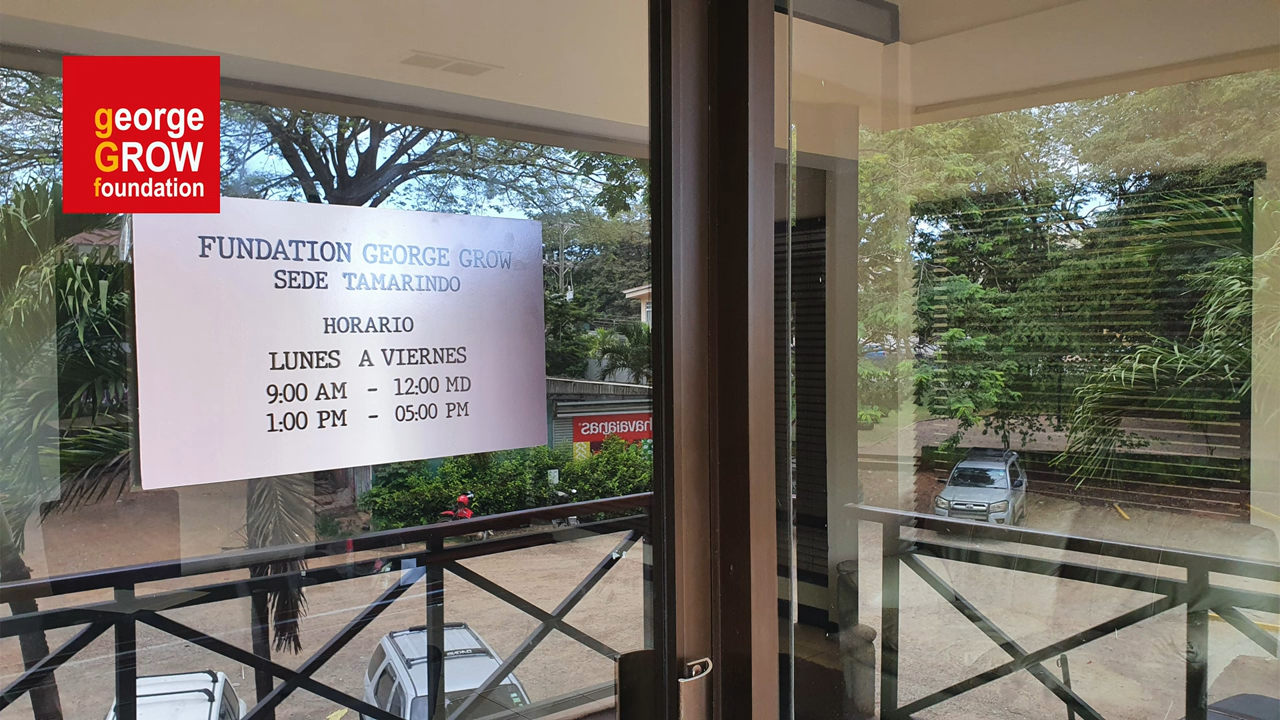 george
GROW
foundation
FUNDATION GEORGE GROW
SEDE TAMARINDO
HORARIO
LUNES A VIERNES
9:00 AM - 12:00 MD
1:00 PM - 05:00 PM
havaianas